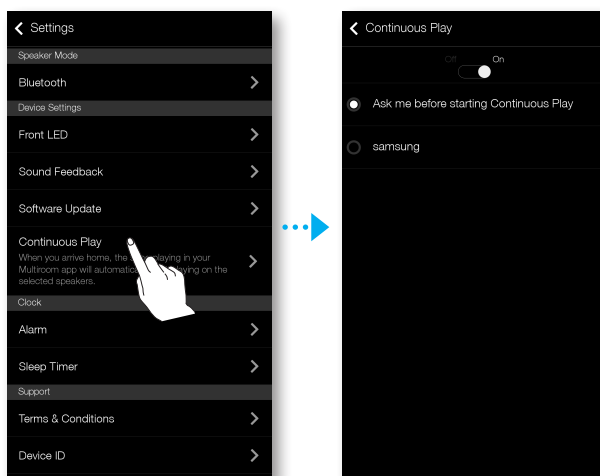 Settings
Speaker Mode
Bluetooth
Device Settings
Front LED
Sound Feedback
Software Update
Continuous Play
When you arrive home, the playing in your
Multiroom app will playing on the
selected speakers.
Clock
Alarm
Sleep Timer
Support
Terms & Conditions
Device ID
Continuous Play
Off On
Ask me before starting Continuous Play
samsung